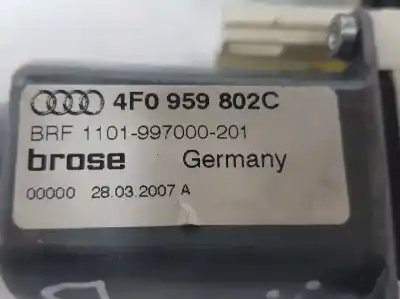 4F0 959 802C
BRF 1101-997000-201
brose Germany
00000 28.03.2007 A